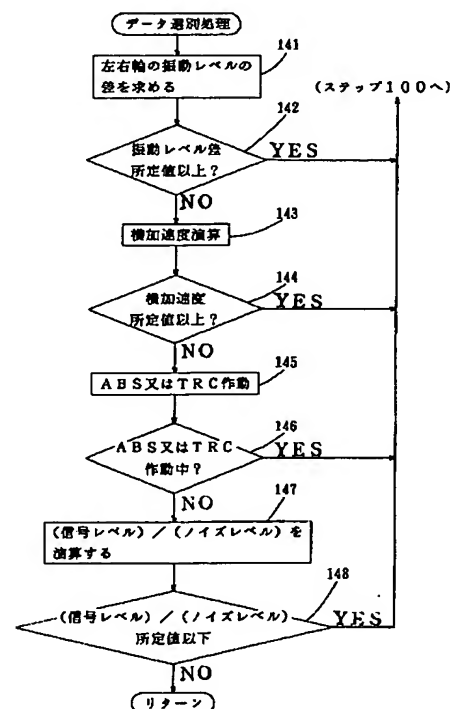 データ選別処理
141
左右輪の振動レベルの
差を求める
(ステップ100へ)
142
振動レベル差
所定値以上?
YES
NO
143
横加速度演算
144
横加速度
所定値以上?
YES
NO
145
ABS又はTRC作動
146
ABS又はTRC
作動中?
YES
NO
147
(信号レベル)/(ノイズレベル)を
演算する
148
(信号レベル)/(ノイズレベル)
所定値以下
YES
NO
リターン